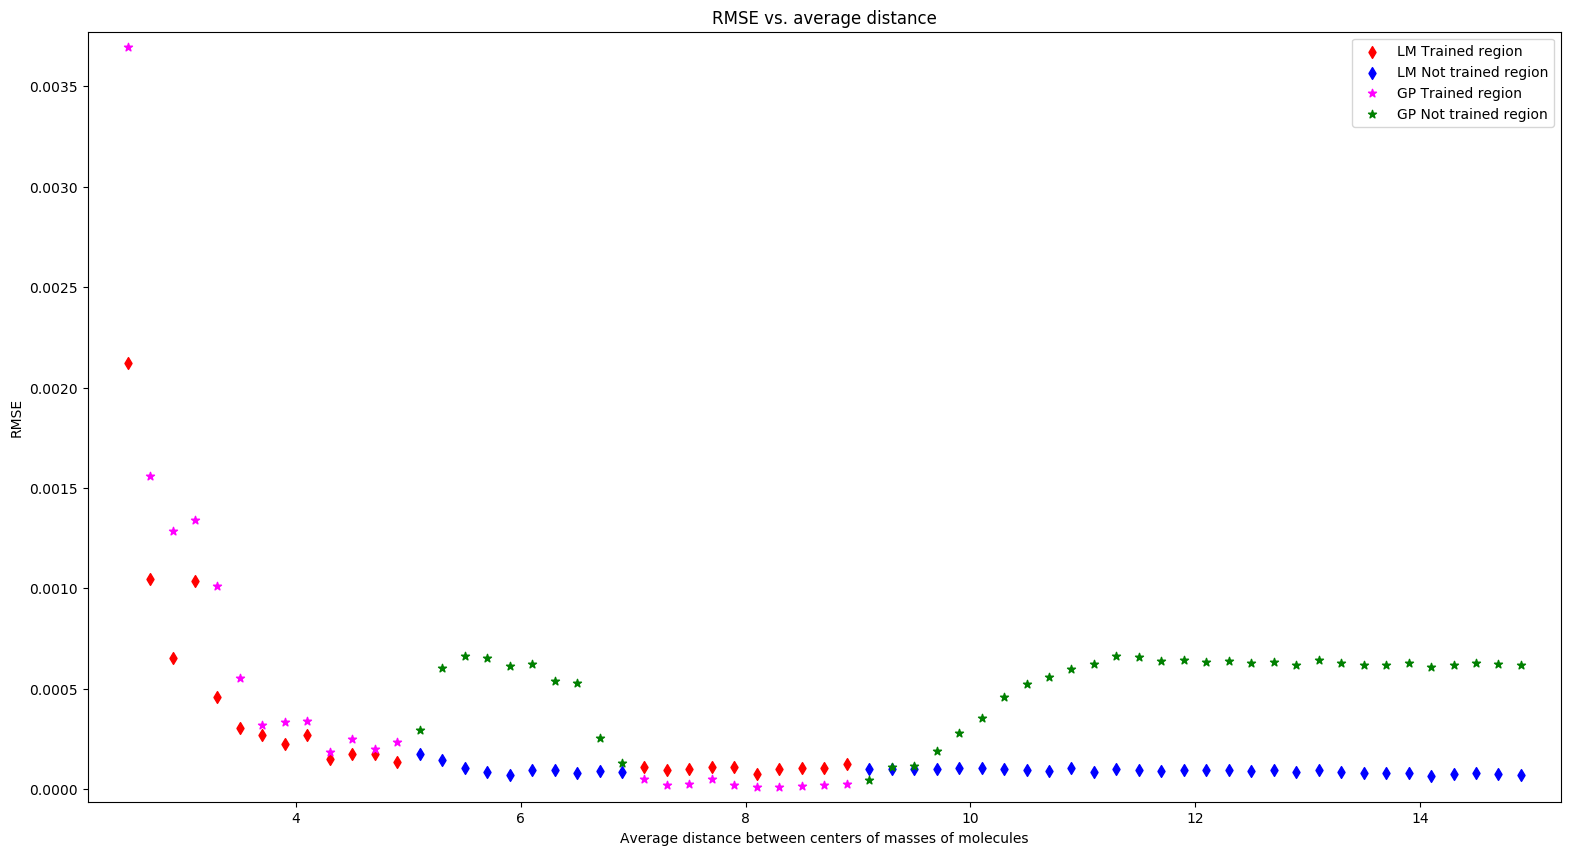 RMSE vs. average distance
LM Trained region
LM Not trained region
GP Trained region
GP Not trained region
0.0035
0.0030
0.0025
0.0020
0.0015
0.0010
0.0005
0.0000
RMSE
4
6
8
10
12
14
Average distance between centers of masses of molecules